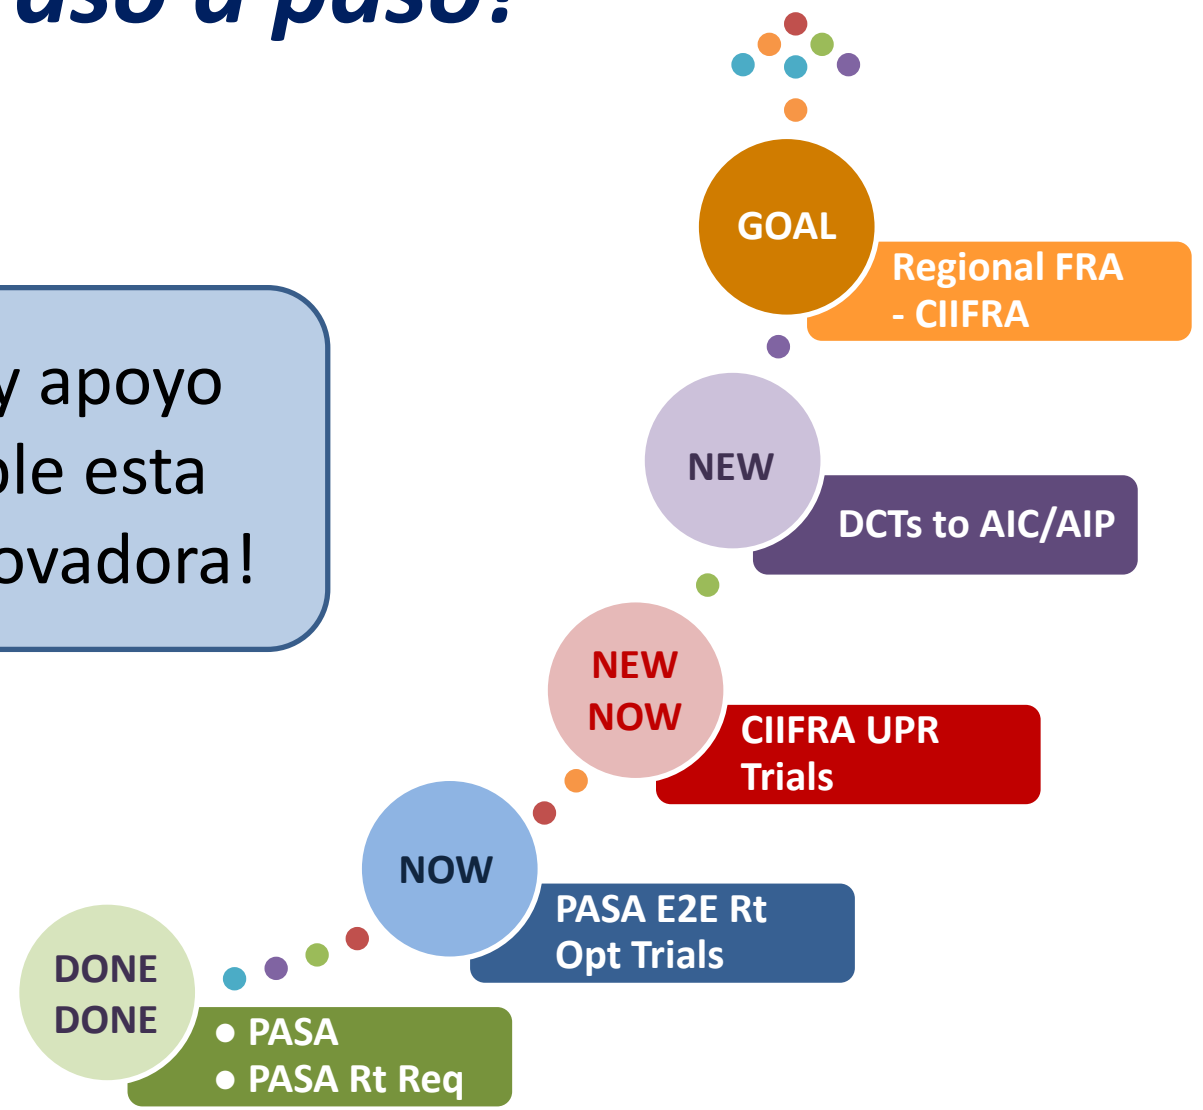 aso a paso!
GOAL
Regional FRA
- CIIFRA
y apoyo
ple esta
ovadora!
NEW
DCTs to AIC/AIP
NEW
NOW
CIIFRA UPR
Trials
NOW
PASA E2E Rt
Opt Trials
DONE
DONE
• PASA
• PASA Rt Req